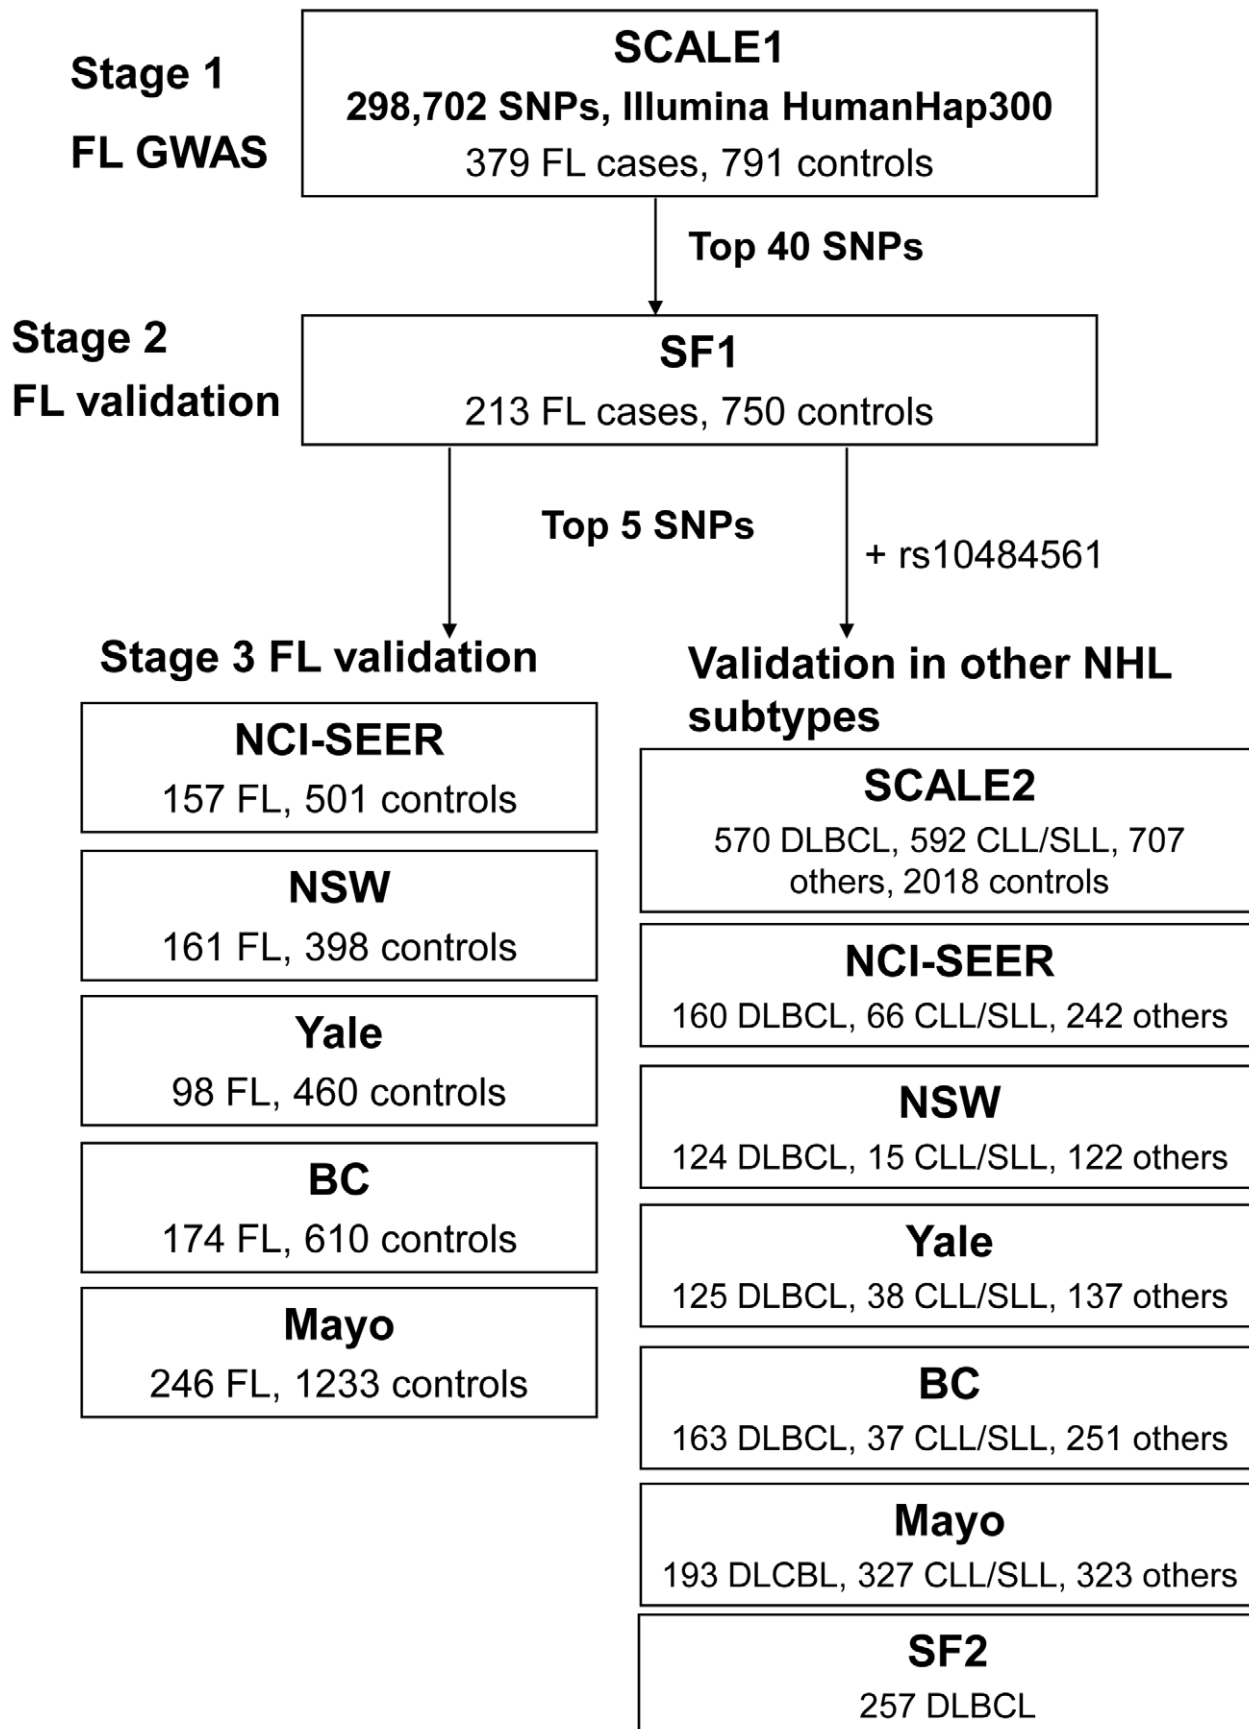 Stage 1
FL GWAS
SCALE1
298,702 SNPs, Illumina HumanHap300
379 FL cases, 791 controls
Top 40 SNPs
Stage 2
FL validation
SF1
213 FL cases, 750 controls
Top 5 SNPs
+ rs10484561
Stage 3 FL validation
NCI-SEER
157 FL, 501 controls
NSW
161 FL, 398 controls
Yale
98 FL, 460 controls
BC
174 FL, 610 controls
Mayo
246 FL, 1233 controls
Validation in other NHL
subtypes
SCALE2
570 DLBCL, 592 CLL/SLL, 707
others, 2018 controls
NCI-SEER
160 DLBCL, 66 CLL/SLL, 242 others
NSW
124 DLBCL, 15 CLL/SLL, 122 others
Yale
125 DLBCL, 38 CLL/SLL, 137 others
BC
163 DLBCL, 37 CLL/SLL, 251 others
Mayo
193 DLCBL, 327 CLL/SLL, 323 others
SF2
257 DLBCL